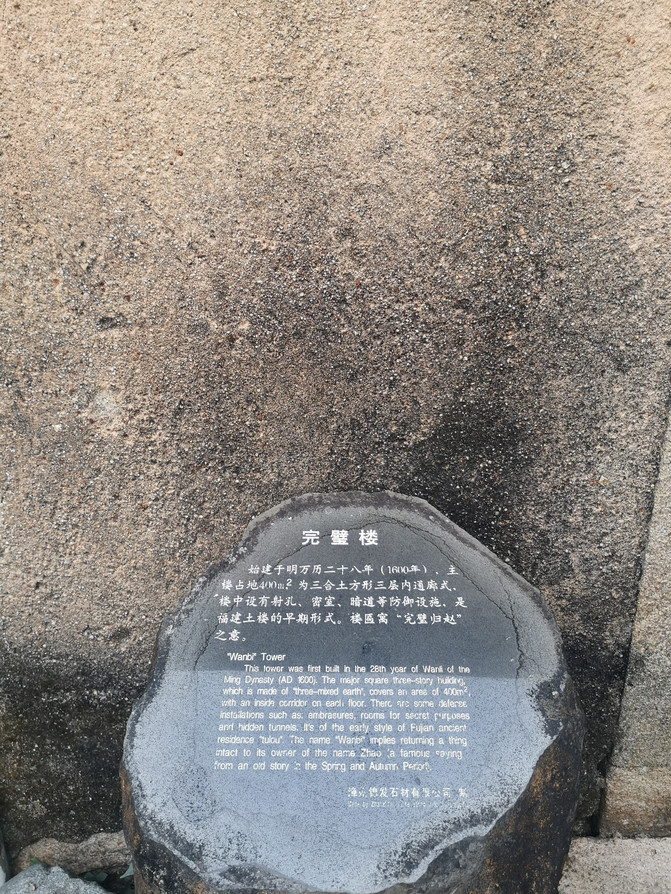 完璧楼
始建于明万历二十八年（1600年）、主
楼占地400m²为三合土方形三层内通廊式、
楼中设有射孔、密室、暗道等防御设施、是
福建土楼的早期形式。楼匾寓“完璧归赵”
之意。
"Wanbi" Tower
This tower was first built in the 28th year of Wanli of the
Ming Dynasty (AD 1600). The major square three-story building,
which is made of "three-mixed earth", covers an area of 400m²,
with an inside corridor on each floor. There are some defense
installations such as: ambrasures, rooms for secret purposes
and hidden tunnels. It's of the early style of Fujian ancient
residence "tulou". The name "Wanbi" implies returning a thing
intact to its owner of the name Zhao (a famous saying
from an old story in the Spring and Autumn Period).
石材有限公司